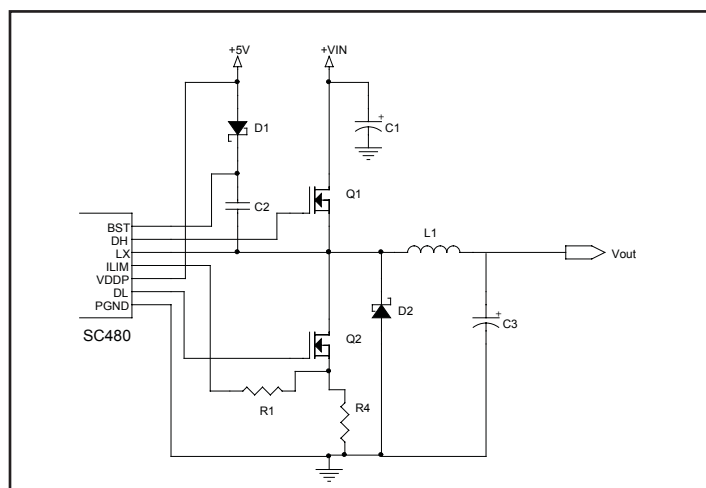 +5V
+VIN
D1
+
C1
Q1
C2
BST
DH
LX
ILIM
VDDP
DL
PGND
SC480
L1
Vout
D2
+
C3
Q2
R1
R4